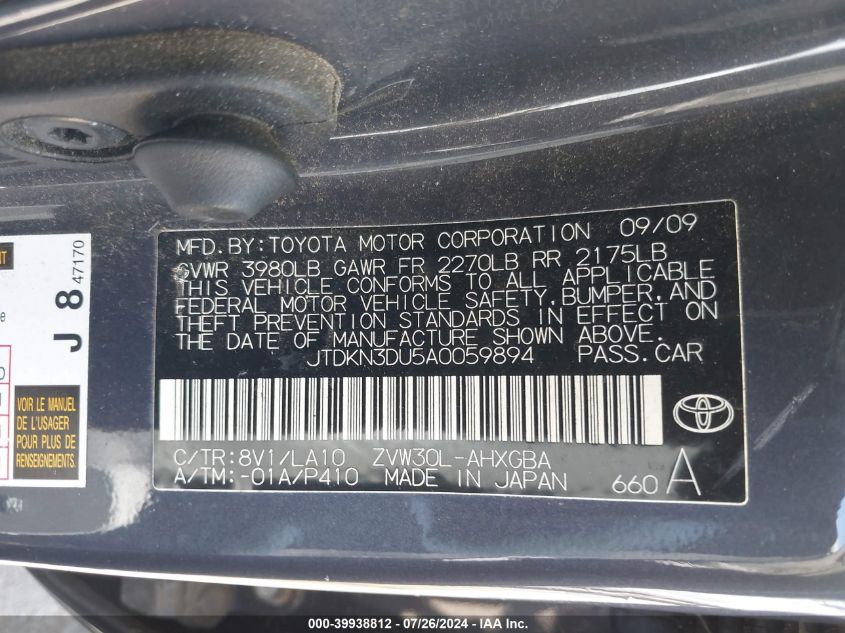 MFD. BY: TOYOTA MOTOR CORPORATION 09/09
GVWR 3980LB GAWR FR 2270LB RR 2175LB
THIS VEHICLE CONFORMS TO ALL APPLICABLE
FEDERAL MOTOR VEHICLE SAFETY, BUMPER, AND
THEFT PREVENTION STANDARDS IN EFFECT ON
THE DATE OF MANUFACTURE SHOWN ABOVE.
JTDKN3DU5A0059894 PASS. CAR
C/TR: 8V1/LA10 ZVW30L-AHXGBA
A/TM: -01A/P410 MADE IN JAPAN 660 A
J 8 47170
VOIR LE MANUEL
DE L'USAGER
POUR PLUS DE
RENSEIGNEMENTS
000-39938812 - 07/26/2024 - IAA Inc.